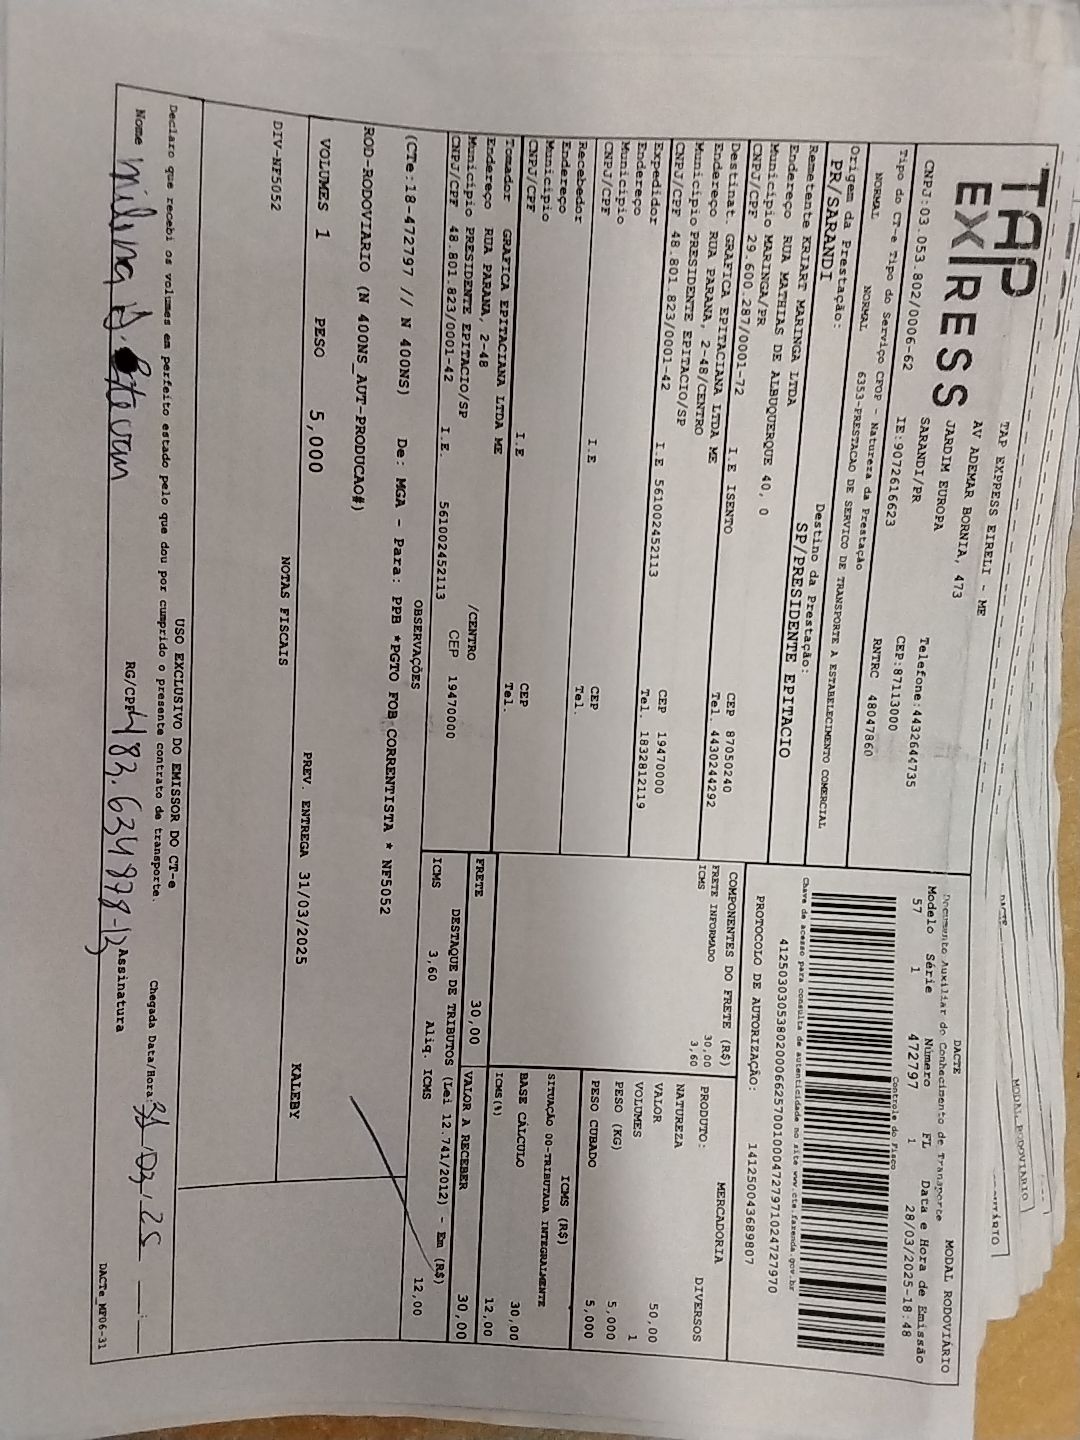 TAP
EXPRESS
TAP EXPRESS EIRELI - ME
AV ADEMAR BORNIA, 473
JARDIM EUROPA
SARANDI/PR
Telefone:4432644735
CNPJ:03.053.802/0006-62 IE:9072616623 CEP:87113000
Tipo do CT-e Tipo do Serviço CFOP - Natureza da Prestação RNTRC 48047860
NORMAL NORMAL 6353-PRESTACAO DE SERVICO DE TRANSPORTE A ESTABELECIMENTO COMERCIAL
Origem da Prestação: Destino da Prestação:
PR/SARANDI SP/PRESIDENTE EPITACIO
Remetente KRIART MARINGA LTDA
Endereço RUA MATHIAS DE ALBUQUERQUE 40, 0
Município MARINGA/PR CEP 87050240
CNPJ/CPF 29.600.287/0001-72 I.E ISENTO Tel. 4430244292
Destinat. GRAFICA EPITACIANA LTDA ME
Endereço RUA PARANA, 2-48/CENTRO
Município PRESIDENTE EPITACIO/SP CEP 19470000
CNPJ/CPF 48.801.823/0001-42 I.E 561002452113 Tel. 1832812119
Expedidor
Endereço
Município CEP
CNPJ/CPF I.E Tel.
Recebedor
Endereço
Município CEP
CNPJ/CPF I.E Tel.
Tomador GRAFICA EPITACIANA LTDA ME
Endereço RUA PARANA, 2-48 /CENTRO
Município PRESIDENTE EPITACIO/SP CEP 19470000
CNPJ/CPF 48.801.823/0001-42 I.E. 561002452113
DACTE MODAL RODOVIÁRIO
Documento Auxiliar do Conhecimento de Transporte
Modelo Série Número FL Data e Hora de Emissão
57 1 472797 1 28/03/2025-18:48
Controle do Fisco
Chave de acesso para consulta de autenticidade no site www.cte.fazenda.gov.br
41250303053802000662570010004727971024727970
PROTOCOLO DE AUTORIZAÇÃO: 141250043689807
COMPONENTES DO FRETE (R$)
FRETE INFORMADO 30,00
ICMS 3,60
PRODUTO: MERCADORIA
NATUREZA DIVERSOS
VALOR 50,00
VOLUMES 1
PESO (KG) 5,000
PESO CUBADO 5,000
ICMS (R$)
SITUAÇÃO 00-TRIBUTADA INTEGRALMENTE
BASE CÁLCULO 30,00
ICMS(%) 12,00
FRETE 30,00 VALOR A RECEBER 30,00
DESTAQUE DE TRIBUTOS (Lei 12.741/2012) - Em (R$)
ICMS 3,60 Aliq. ICMS 12,00
OBSERVAÇÕES
(CTe:18-472797 // N 400NS) De: MGA - Para: PPB *PGTO FOB CORRENTISTA * NF5052
ROD-RODOVIARIO (N 400NS_AUT-PRODUCAO#)
VOLUMES 1 PESO 5,000 PREV. ENTREGA 31/03/2025 KALEBY
NOTAS FISCAIS
DIV-NF5052
USO EXCLUSIVO DO EMISSOR DO CT-e
Declaro que recebi os volumes em perfeito estado pelo que dou por cumprido o presente contrato de transporte. Chegada Data/Hora: 31 03 25
Nome Milena RG/CPF Assinatura
DACTe_MP06-31
DACTE
MODAL RODOVIÁRIO